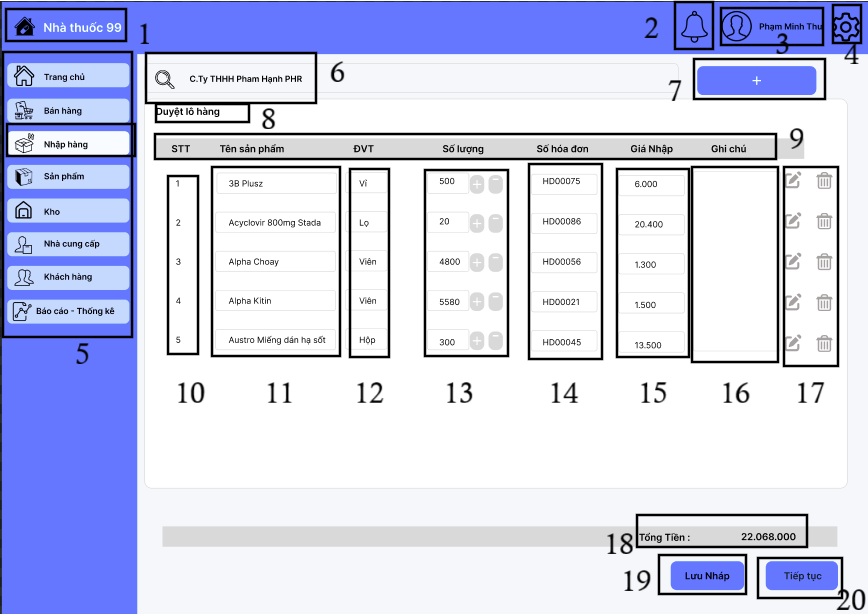 Nhà thuốc 99
1
2
Phạm Minh Thu
3
4
Trang chủ
Bán hàng
Nhập hàng
Sản phẩm
Kho
Nhà cung cấp
Khách hàng
Báo cáo - Thống kê
5
C.Ty THHH Pham Hạnh PHR
6
7
+
Duyệt lô hàng
8
STT Tên sản phẩm ĐVT Số lượng Số hóa đơn Giá Nhập Ghi chú
9
1 3B Plusz Ví 500 + - HD00075 6.000
2 Acyclovir 800mg Stada Lọ 20 + - HD00086 20.400
3 Alpha Choay Viên 4800 + - HD00056 1.300
4 Alpha Kitin Viên 5580 + - HD00021 1.500
5 Austro Miếng dán hạ sốt Hộp 300 + - HD00045 13.500
10 11 12 13 14 15 16 17
18
Tổng Tiền : 22.068.000
19
Lưu Nháp
Tiếp tục
20